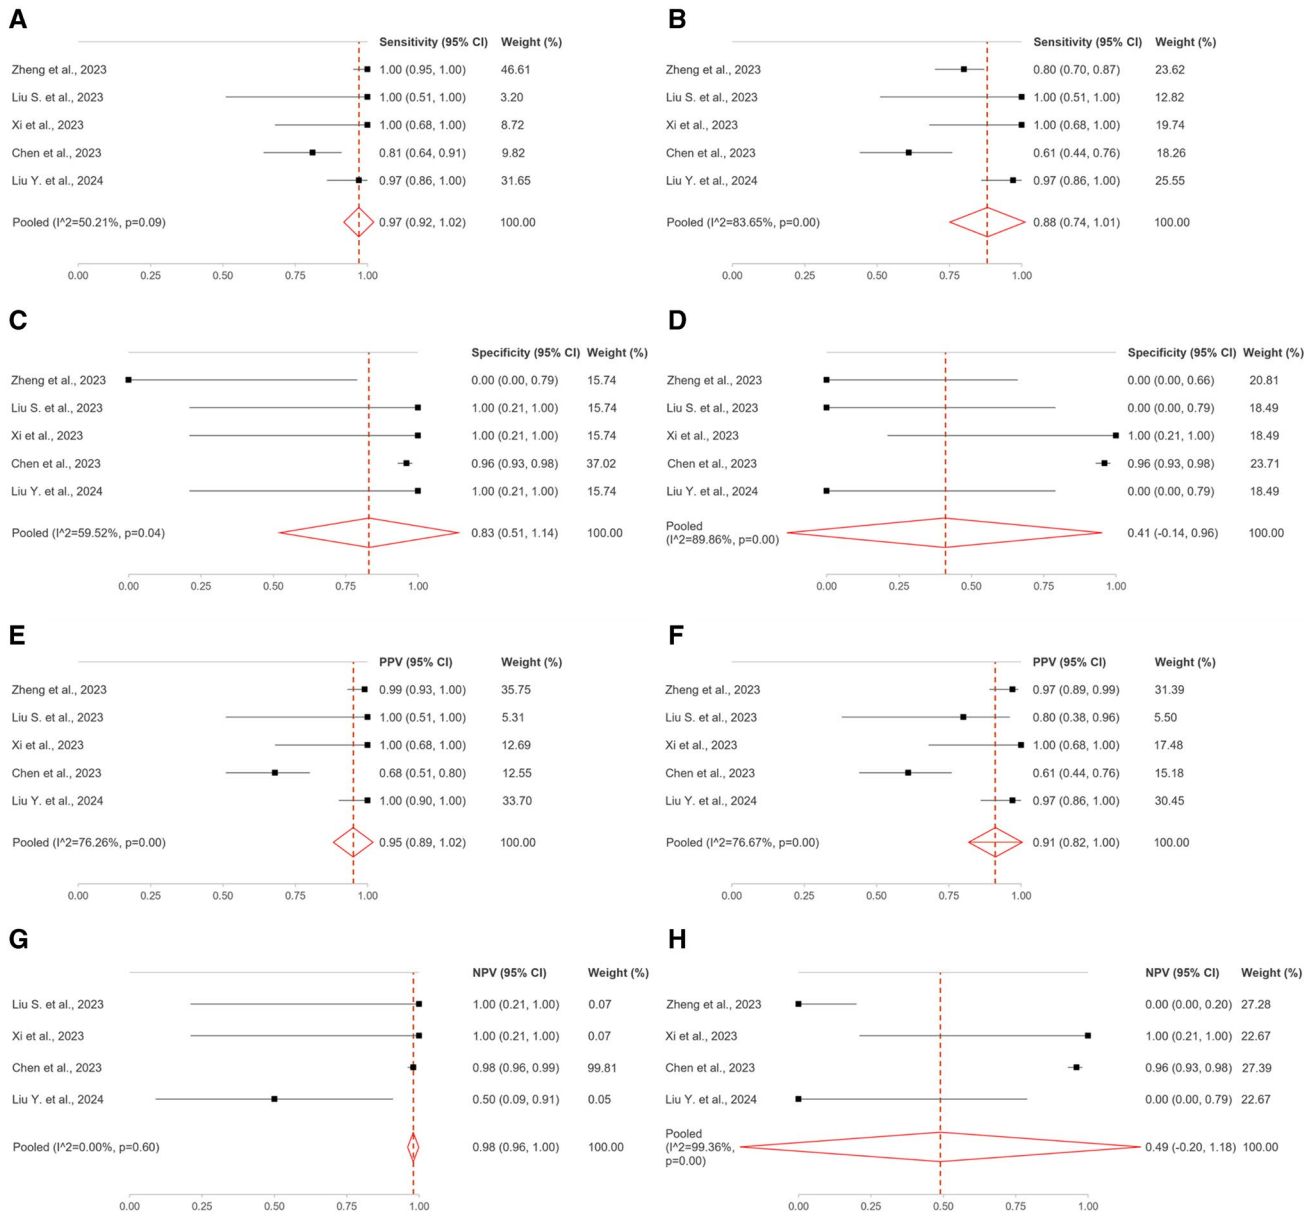 A
Sensitivity (95% CI) Weight (%)
Zheng et al., 2023 1.00 (0.95, 1.00) 46.61
Liu S. et al., 2023 1.00 (0.51, 1.00) 3.20
Xi et al., 2023 1.00 (0.68, 1.00) 8.72
Chen et al., 2023 0.81 (0.64, 0.91) 9.82
Liu Y. et al., 2024 0.97 (0.86, 1.00) 31.65
Pooled (I^2=50.21%, p=0.09) 0.97 (0.92, 1.02) 100.00
0.00 0.25 0.50 0.75 1.00
B
Sensitivity (95% CI) Weight (%)
Zheng et al., 2023 0.80 (0.70, 0.87) 23.62
Liu S. et al., 2023 1.00 (0.51, 1.00) 12.82
Xi et al., 2023 1.00 (0.68, 1.00) 19.74
Chen et al., 2023 0.61 (0.44, 0.76) 18.26
Liu Y. et al., 2024 0.97 (0.86, 1.00) 25.55
Pooled (I^2=83.65%, p=0.00) 0.88 (0.74, 1.01) 100.00
0.00 0.25 0.50 0.75 1.00
C
Specificity (95% CI) Weight (%)
Zheng et al., 2023 0.00 (0.00, 0.79) 15.74
Liu S. et al., 2023 1.00 (0.21, 1.00) 15.74
Xi et al., 2023 1.00 (0.21, 1.00) 15.74
Chen et al., 2023 0.96 (0.93, 0.98) 37.02
Liu Y. et al., 2024 1.00 (0.21, 1.00) 15.74
Pooled (I^2=59.52%, p=0.04) 0.83 (0.51, 1.14) 100.00
0.00 0.25 0.50 0.75 1.00
D
Specificity (95% CI) Weight (%)
Zheng et al., 2023 0.00 (0.00, 0.66) 20.81
Liu S. et al., 2023 0.00 (0.00, 0.79) 18.49
Xi et al., 2023 1.00 (0.21, 1.00) 18.49
Chen et al., 2023 0.96 (0.93, 0.98) 23.71
Liu Y. et al., 2024 0.00 (0.00, 0.79) 18.49
Pooled
(I^2=89.86%, p=0.00) 0.41 (-0.14, 0.96) 100.00
0.00 0.25 0.50 0.75 1.00
E
PPV (95% CI) Weight (%)
Zheng et al., 2023 0.99 (0.93, 1.00) 35.75
Liu S. et al., 2023 1.00 (0.51, 1.00) 5.31
Xi et al., 2023 1.00 (0.68, 1.00) 12.69
Chen et al., 2023 0.68 (0.51, 0.80) 12.55
Liu Y. et al., 2024 1.00 (0.90, 1.00) 33.70
Pooled (I^2=76.26%, p=0.00) 0.95 (0.89, 1.02) 100.00
0.00 0.25 0.50 0.75 1.00
F
PPV (95% CI) Weight (%)
Zheng et al., 2023 0.97 (0.89, 0.99) 31.39
Liu S. et al., 2023 0.80 (0.38, 0.96) 5.50
Xi et al., 2023 1.00 (0.68, 1.00) 17.48
Chen et al., 2023 0.61 (0.44, 0.76) 15.18
Liu Y. et al., 2024 0.97 (0.86, 1.00) 30.45
Pooled (I^2=76.67%, p=0.00) 0.91 (0.82, 1.00) 100.00
0.00 0.25 0.50 0.75 1.00
G
NPV (95% CI) Weight (%)
Liu S. et al., 2023 1.00 (0.21, 1.00) 0.07
Xi et al., 2023 1.00 (0.21, 1.00) 0.07
Chen et al., 2023 0.98 (0.96, 0.99) 99.81
Liu Y. et al., 2024 0.50 (0.09, 0.91) 0.05
Pooled (I^2=0.00%, p=0.60) 0.98 (0.96, 1.00) 100.00
0.00 0.25 0.50 0.75 1.00
H
NPV (95% CI) Weight (%)
Zheng et al., 2023 0.00 (0.00, 0.20) 27.28
Xi et al., 2023 1.00 (0.21, 1.00) 22.67
Chen et al., 2023 0.96 (0.93, 0.98) 27.39
Liu Y. et al., 2024 0.00 (0.00, 0.79) 22.67
Pooled
(I^2=99.36%, 0.49 (-0.20, 1.18) 100.00
p=0.00)
0.00 0.25 0.50 0.75 1.00